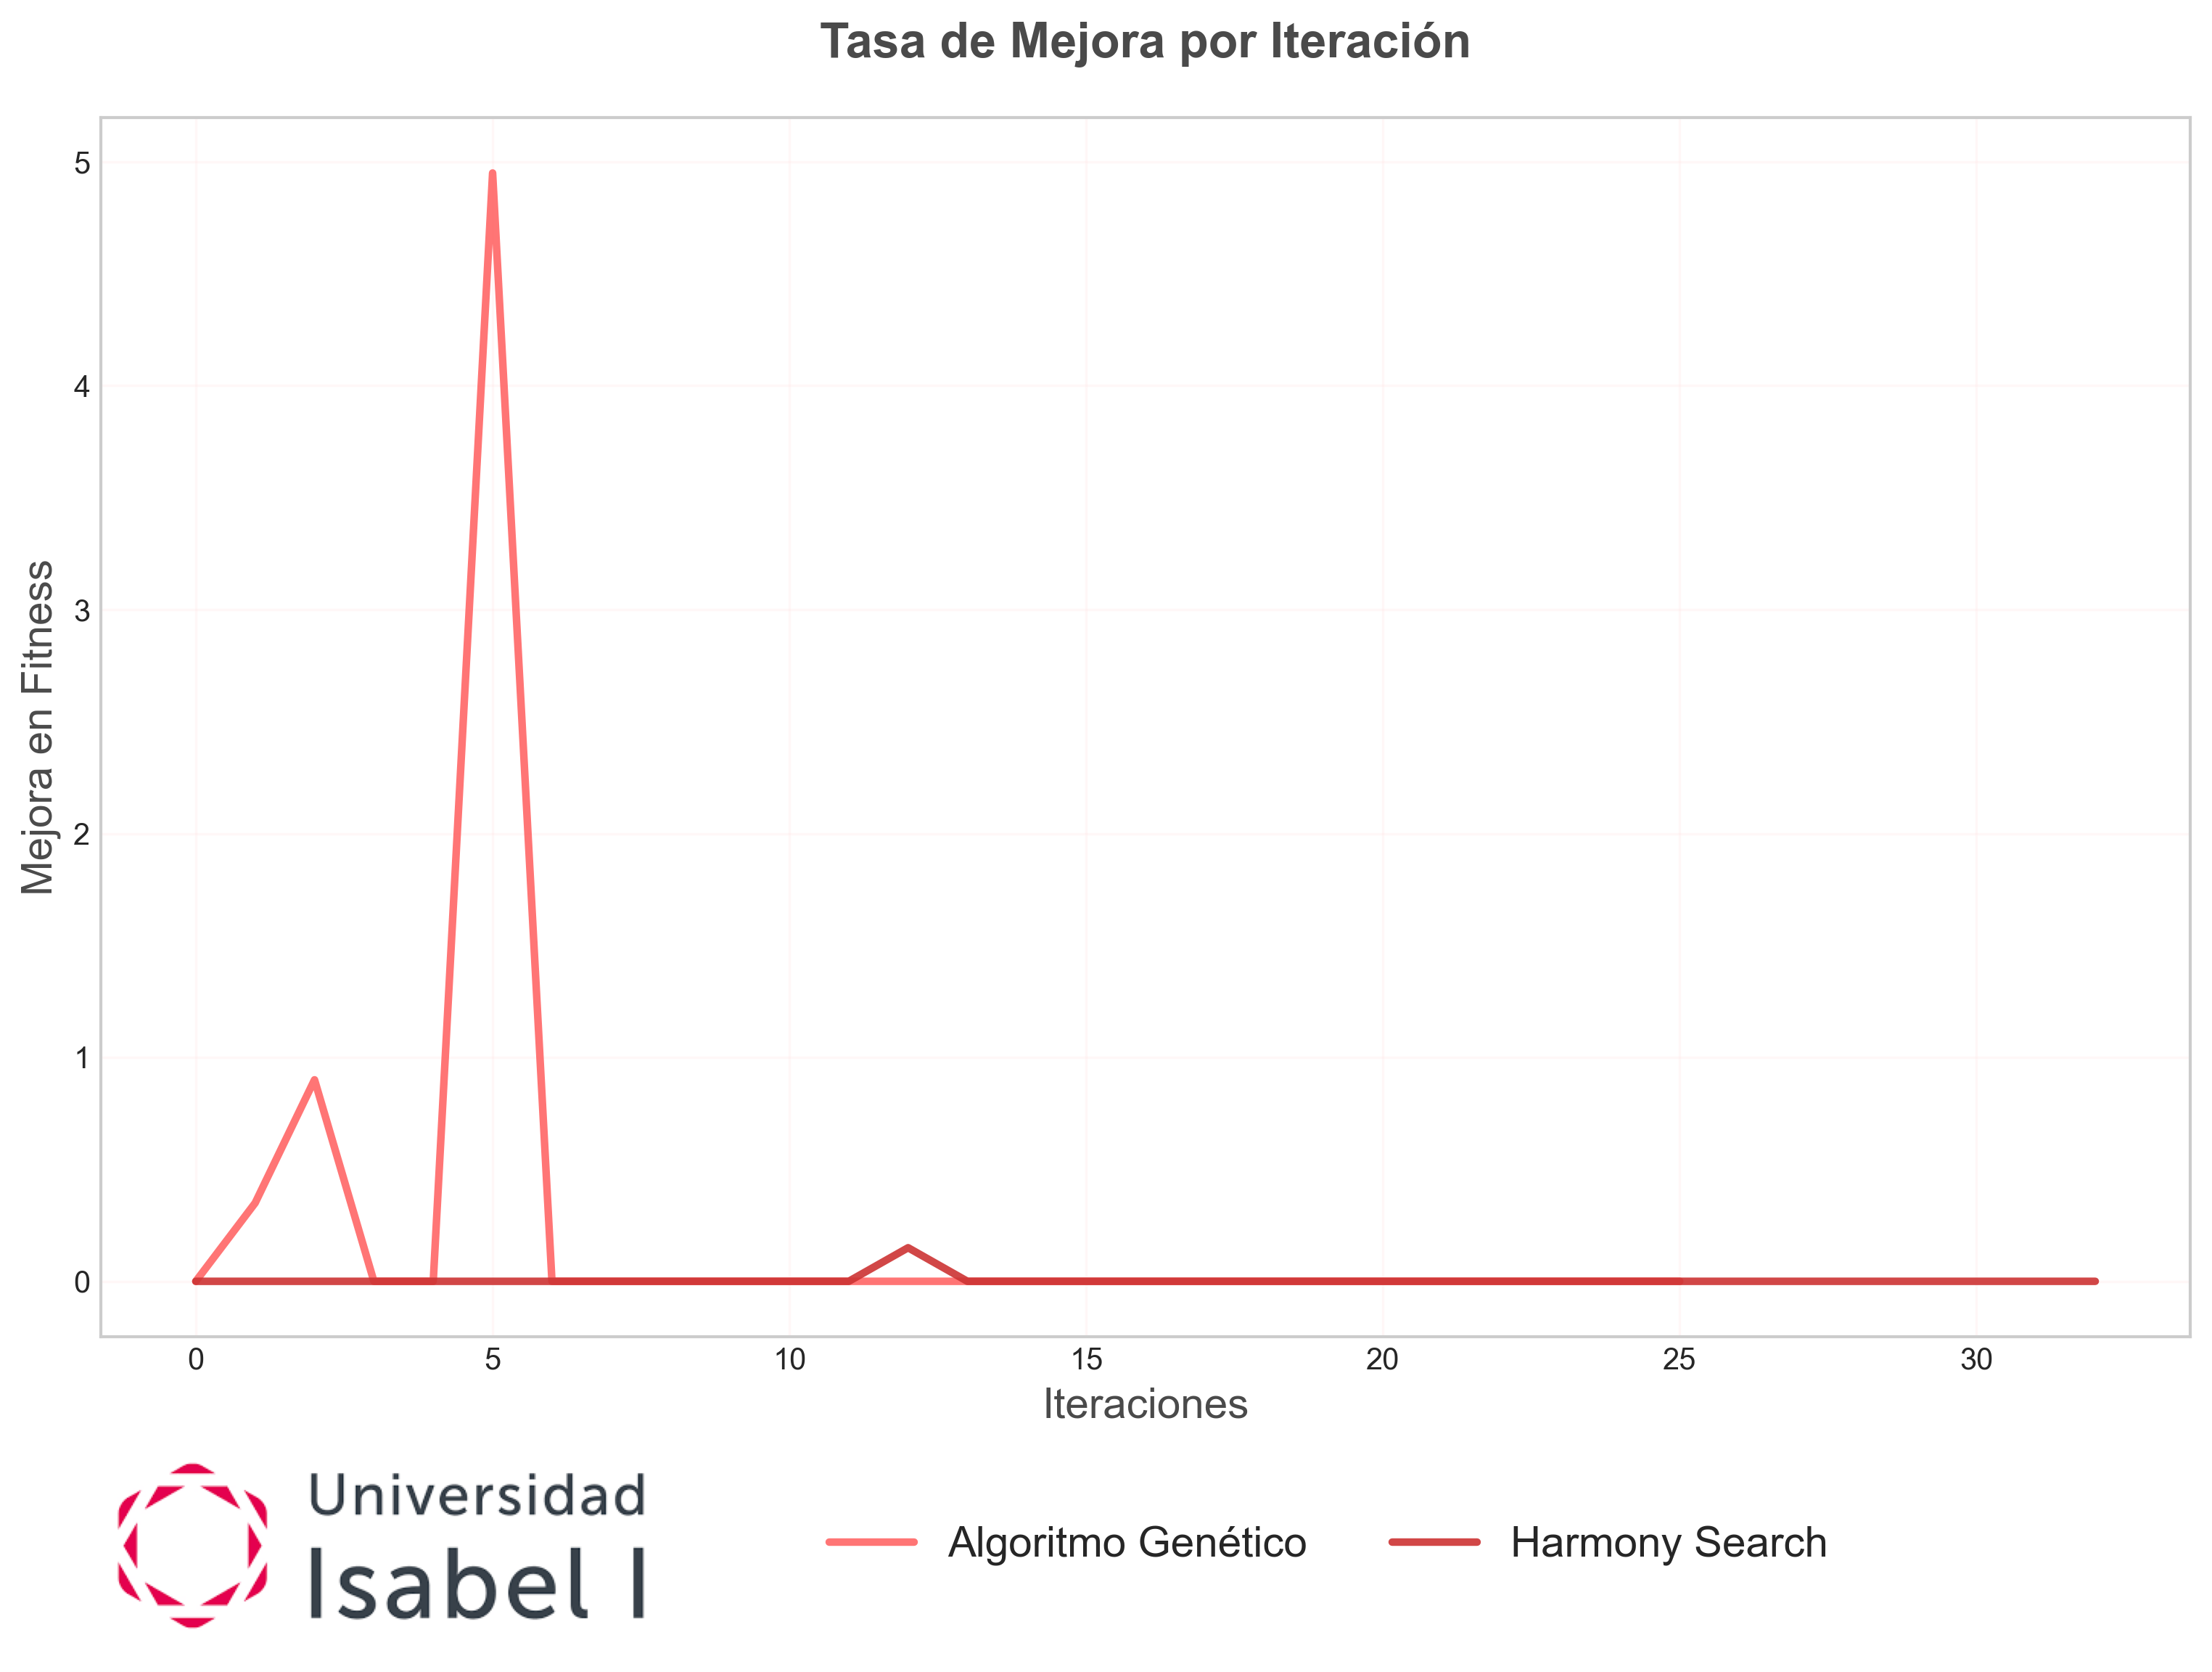 Tasa de Mejora por Iteración
Mejora en Fitness
5
4
3
2
1
0
0 5 10 15 20 25 30
Iteraciones
Universidad
Isabel I
Algoritmo Genético Harmony Search